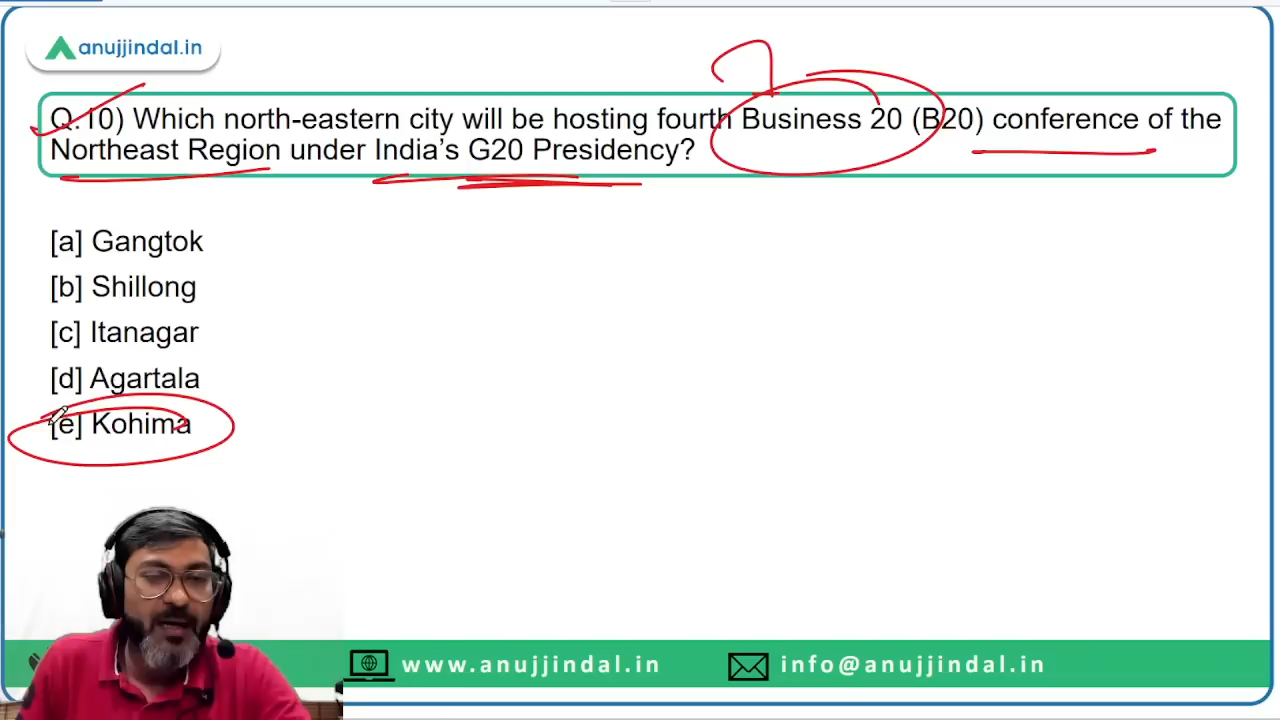 anujjindal.in
Q.10) Which north-eastern city will be hosting fourth Business 20 (B20) conference of the
Northeast Region under India’s G20 Presidency?
[a] Gangtok
[b] Shillong
[c] Itanagar
[d] Agartala
[e] Kohima
www.anujjindal.in
info@anujjindal.in